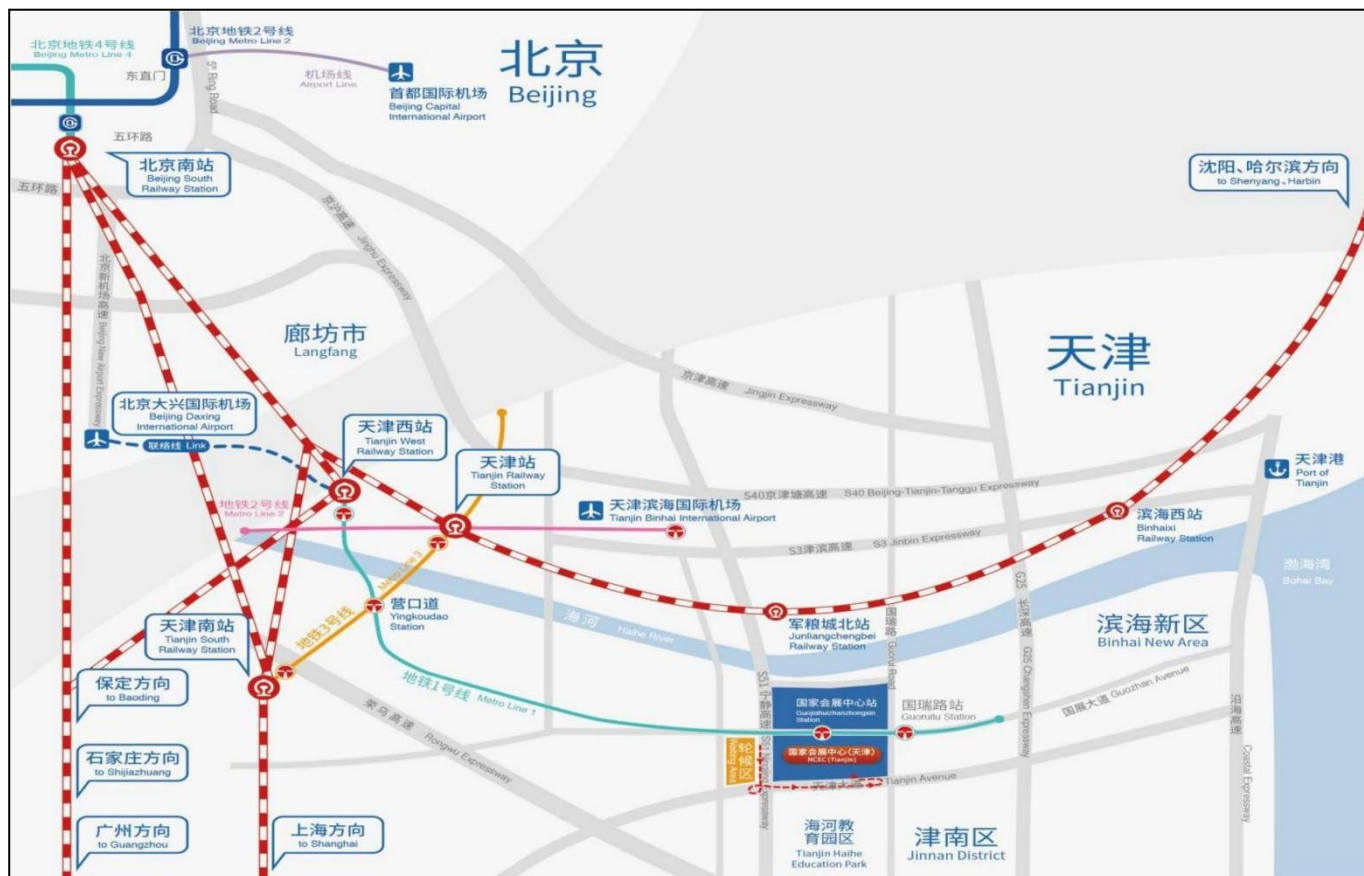 北京地铁4号线
Beijing Metro Line 4
北京地铁2号线
Beijing Metro Line 2
东直门
5th Ring Road
机场线
Airport Line
首都国际机场
Beijing Capital
International Airport
北京
Beijing
五环路
北京南站
Beijing South
Railway Station
五环路
沈阳、哈尔滨方向
to Shenyang、Harbin
京沪高速 Jinghu Expressway
北京新机场高速 Beijing New Airport Expressway
廊坊市
Langfang
天津
Tianjin
京津高速 Jingjin Expressway
北京大兴国际机场
Beijing Daxing
International Airport
联络线 Link
天津西站
Tianjin West
Railway Station
天津站
Tianjin Railway
Station
天津港
Port of
Tianjin
S40京津塘高速 S40 Beijing-Tianjin-Tanggu Expressway
地铁2号线
Metro Line 2
天津滨海国际机场
Tianjin Binhai International Airport
滨海西站
Binhaixi
Railway Station
S3津滨高速 S3 Jinbin Expressway
渤海湾
Bohai Bay
地铁3号线 Metro Line 3
营口道
Yingkoudao
Station
海河 Haihe River
军粮城北站
Junliangchengbei
Railway Station
国瑞路 Guorui Road
G25 长深高速 G25 Changshen Expressway
滨海新区
Binhai New Area
天津南站
Tianjin South
Railway Station
保定方向
to Baoding
地铁1号线 Metro Line 1
国家会展中心站
Guojiahuizhanzhongxin
Station
国瑞路站
Guoruilu Station
国展大道 Guozhan Avenue
荣乌高速 Rongwu Expressway
石家庄方向
to Shijiazhuang
轮候区
Waiting Area
国家会展中心(天津)
NCEC (Tianjin)
天津大道 Tianjin Avenue
沿海高速 Coastal Expressway
广州方向
to Guangzhou
上海方向
to Shanghai
海河教
育园区
Tianjin Haihe
Education Park
津南区
Jinnan District